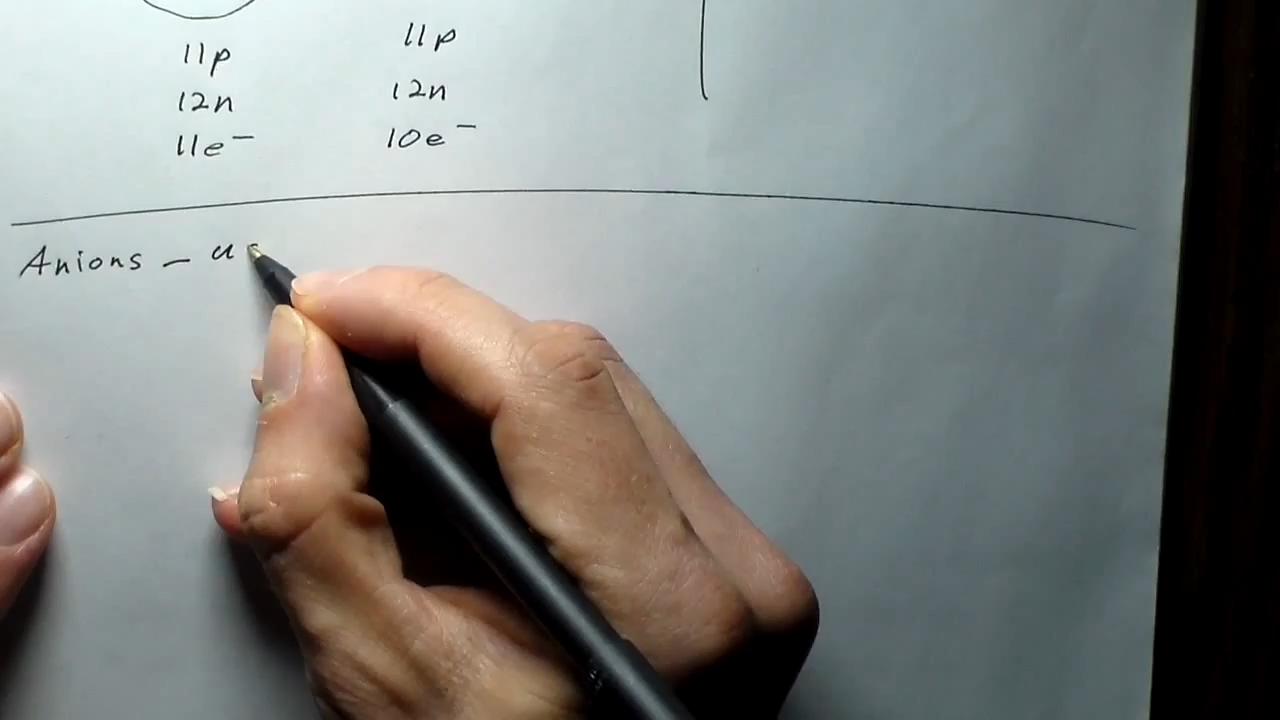 11p 11p
12n 12n
11e⁻ 10e⁻
Anions –